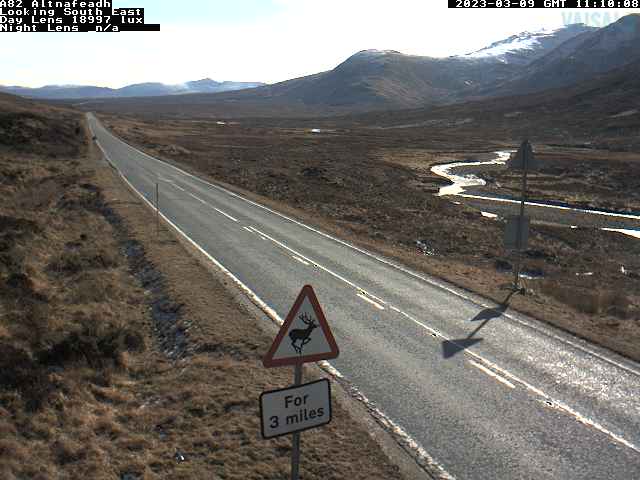 A82 Altnafeadh
Looking South East
Day Lens 18997 lux
Night Lens n/a
2023-03-09 GMT 11:10:08
VAISALA
For
3 miles